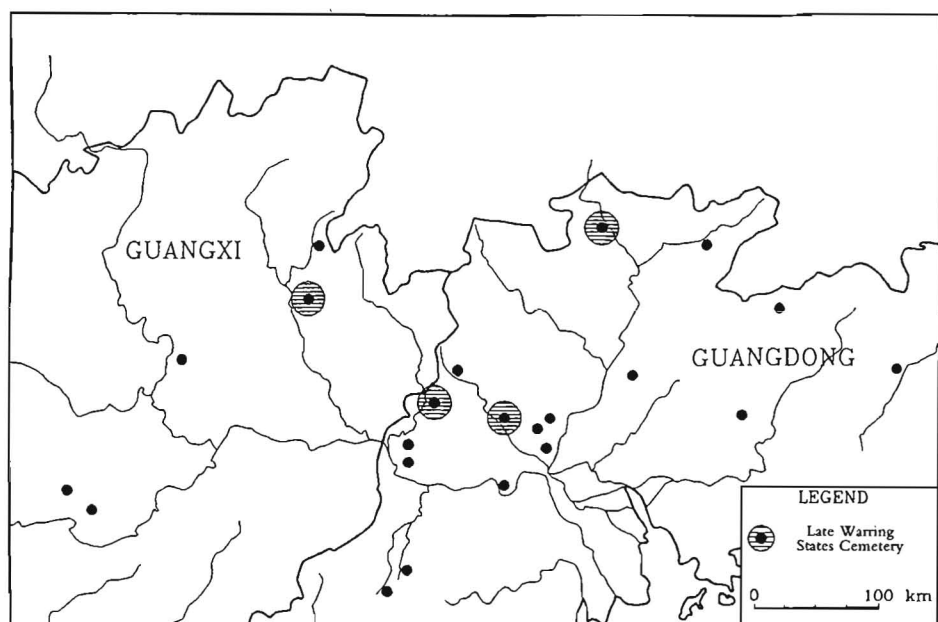 GUANGXI
GUANGDONG
LEGEND
Late Warring
States Cemetery
0 100 km